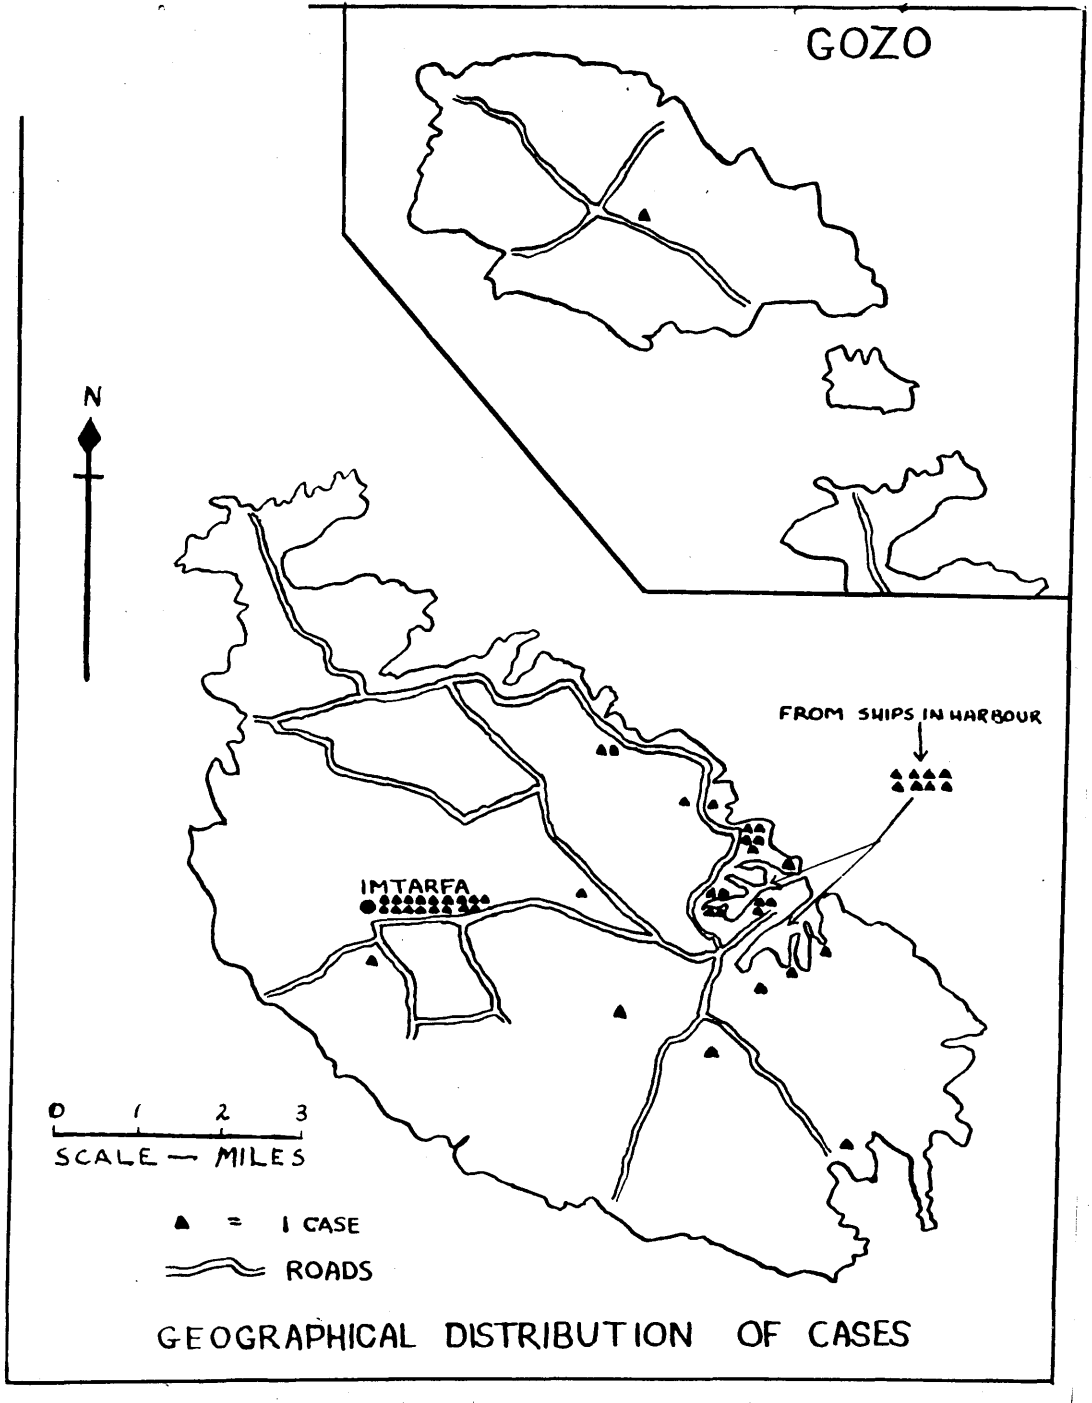 GOZO
N
FROM SHIPS IN HARBOUR
IMTARFA
0 1 2 3
SCALE — MILES
= 1 CASE
ROADS
GEOGRAPHICAL DISTRIBUTION OF CASES